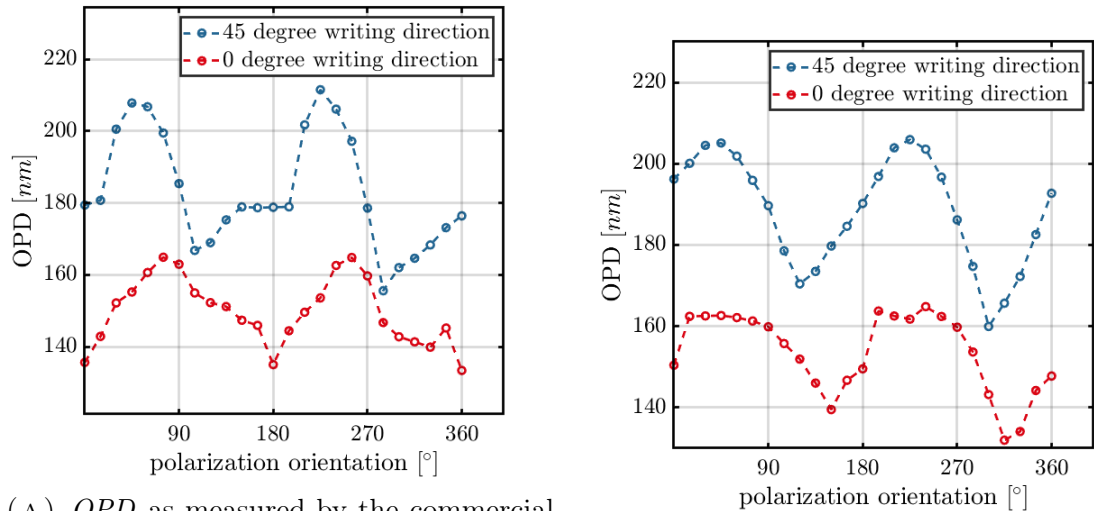 45 degree writing direction
0 degree writing direction
220
200
180
160
140
OPD [nm]
90 180 270 360
polarization orientation [°]
(A) OPD as measured by the commercial
45 degree writing direction
0 degree writing direction
220
200
180
160
140
OPD [nm]
90 180 270 360
polarization orientation [°]